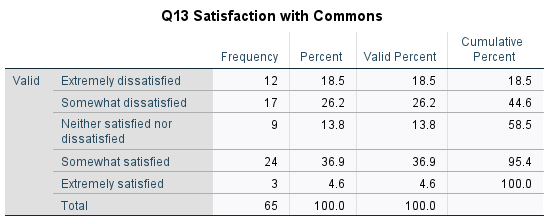 Q13 Satisfaction with Commons
Frequency Percent Valid Percent Cumulative Percent
Valid Extremely dissatisfied 12 18.5 18.5 18.5
Somewhat dissatisfied 17 26.2 26.2 44.6
Neither satisfied nor dissatisfied 9 13.8 13.8 58.5
Somewhat satisfied 24 36.9 36.9 95.4
Extremely satisfied 3 4.6 4.6 100.0
Total 65 100.0 100.0